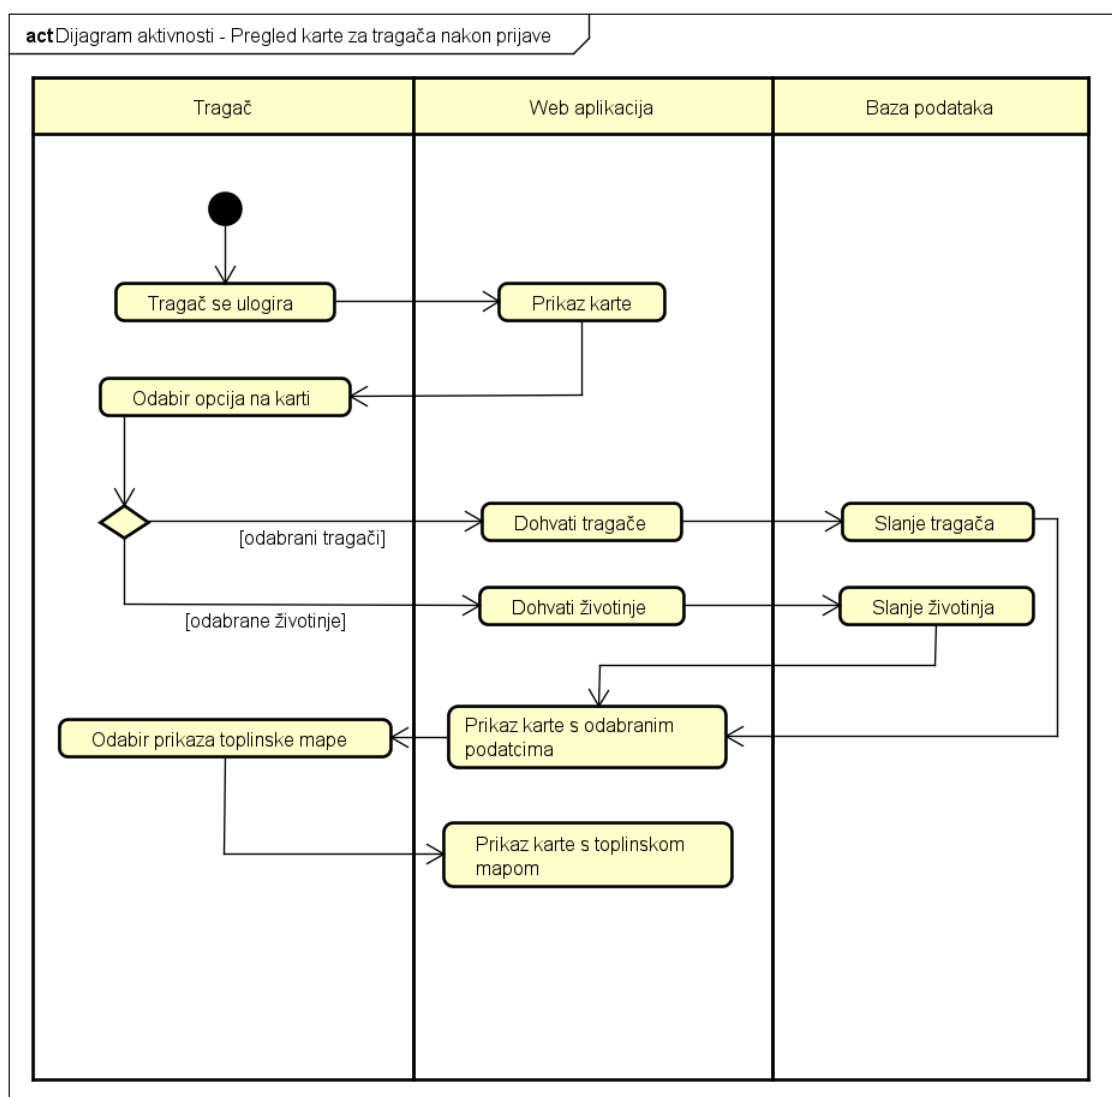 act Dijagram aktivnosti - Pregled karte za tragača nakon prijave
Tragač
Web aplikacija
Baza podataka
Tragač se ulogira
Prikaz karte
Odabir opcija na karti
[odabrani tragači]
Dohvati tragače
Slanje tragača
[odabrane životinje]
Dohvati životinje
Slanje životinja
Odabir prikaza toplinske mape
Prikaz karte s odabranim
podatcima
Prikaz karte s toplinskom
mapom